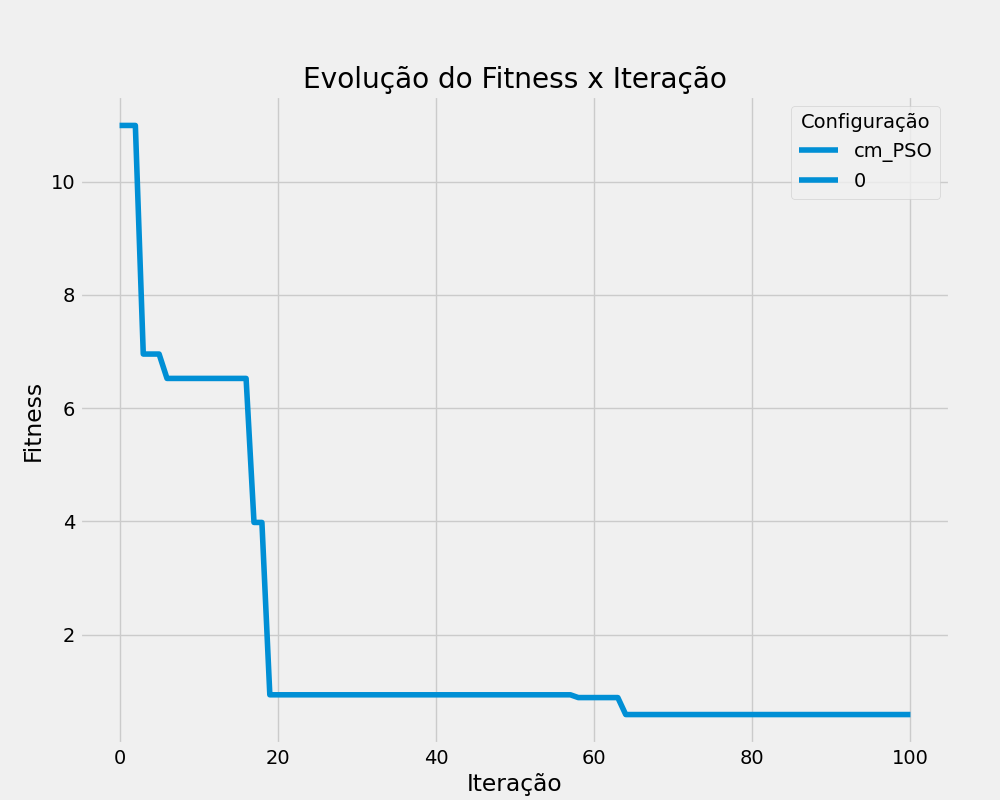 Evolução do Fitness x Iteração
Configuração
cm_PSO
0
10
8
6
4
2
Fitness
0 20 40 60 80 100
Iteração